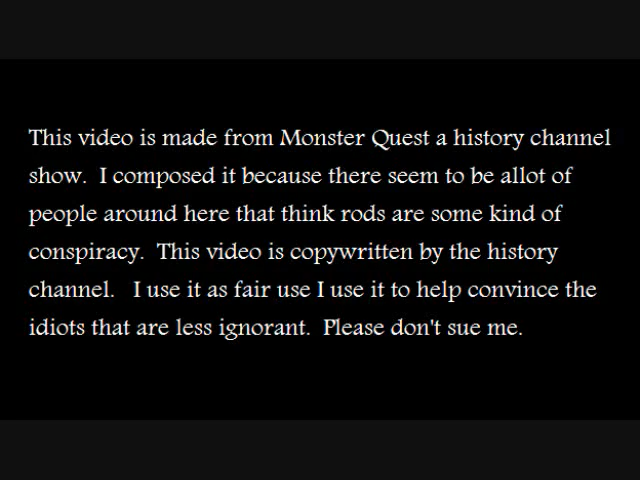 This video is made from Monster Quest a history channel
show.  I composed it because there seem to be allot of
people around here that think rods are some kind of
conspiracy.  This video is copywritten by the history
channel.   I use it as fair use I use it to help convince the
idiots that are less ignorant.  Please don't sue me.